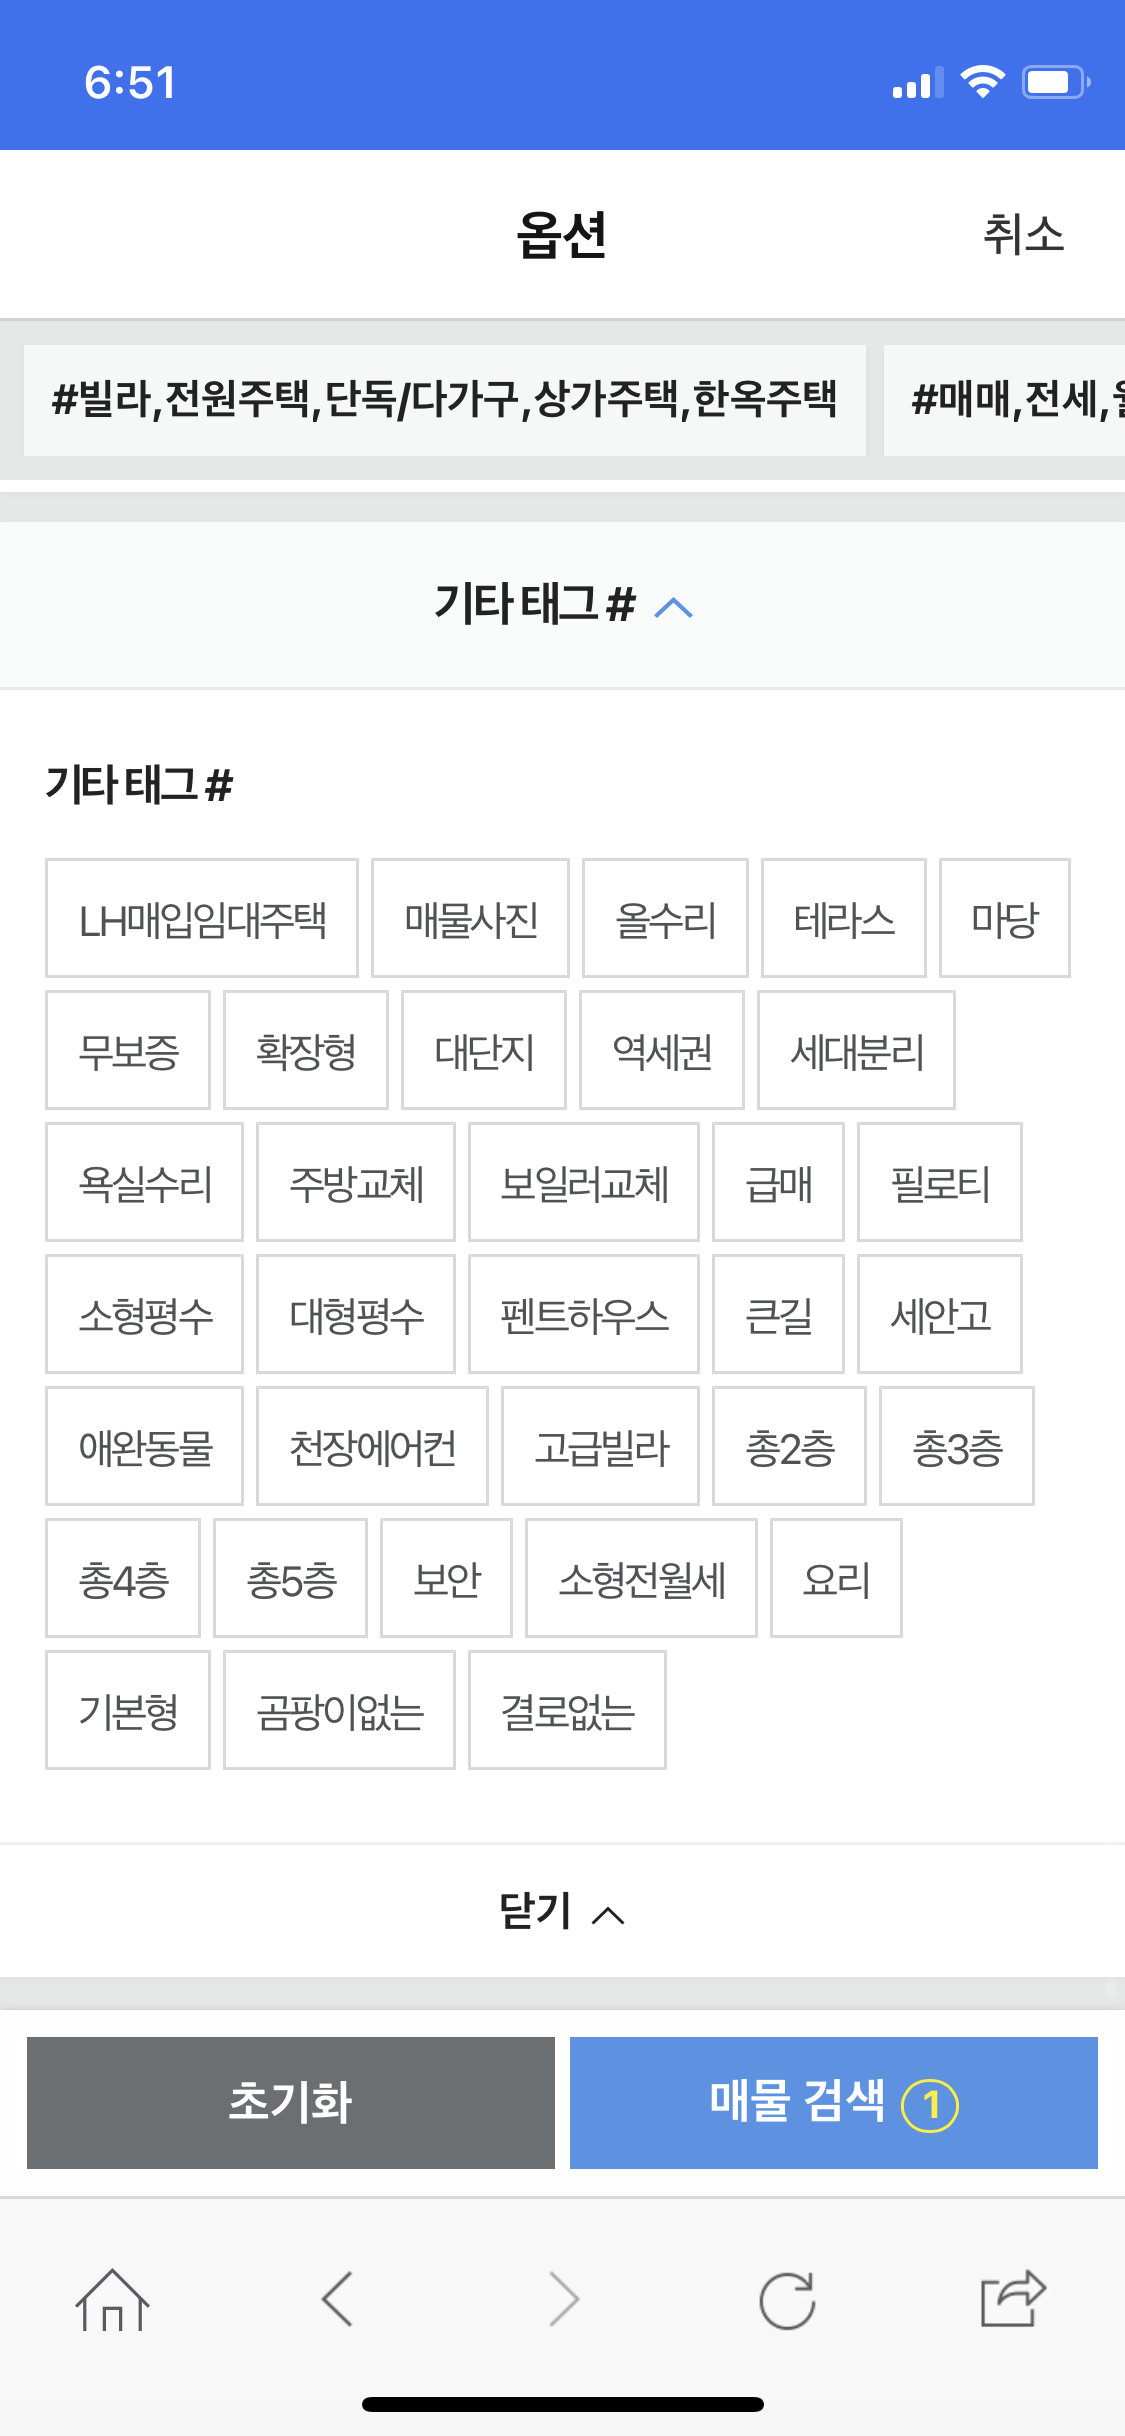 6:51
옵션 취소
#빌라,전원주택,단독/다가구,상가주택,한옥주택 #매매,전세,
기타 태그 #
기타 태그 #
LH매입임대주택 매물사진 올수리 테라스 마당
무보증 확장형 대단지 역세권 세대분리
욕실수리 주방교체 보일러교체 급매 필로티
소형평수 대형평수 펜트하우스 큰길 세안고
애완동물 천장에어컨 고급빌라 총2층 총3층
총4층 총5층 보안 소형전월세 요리
기본형 곰팡이없는 결로없는
닫기
초기화 매물 검색 1